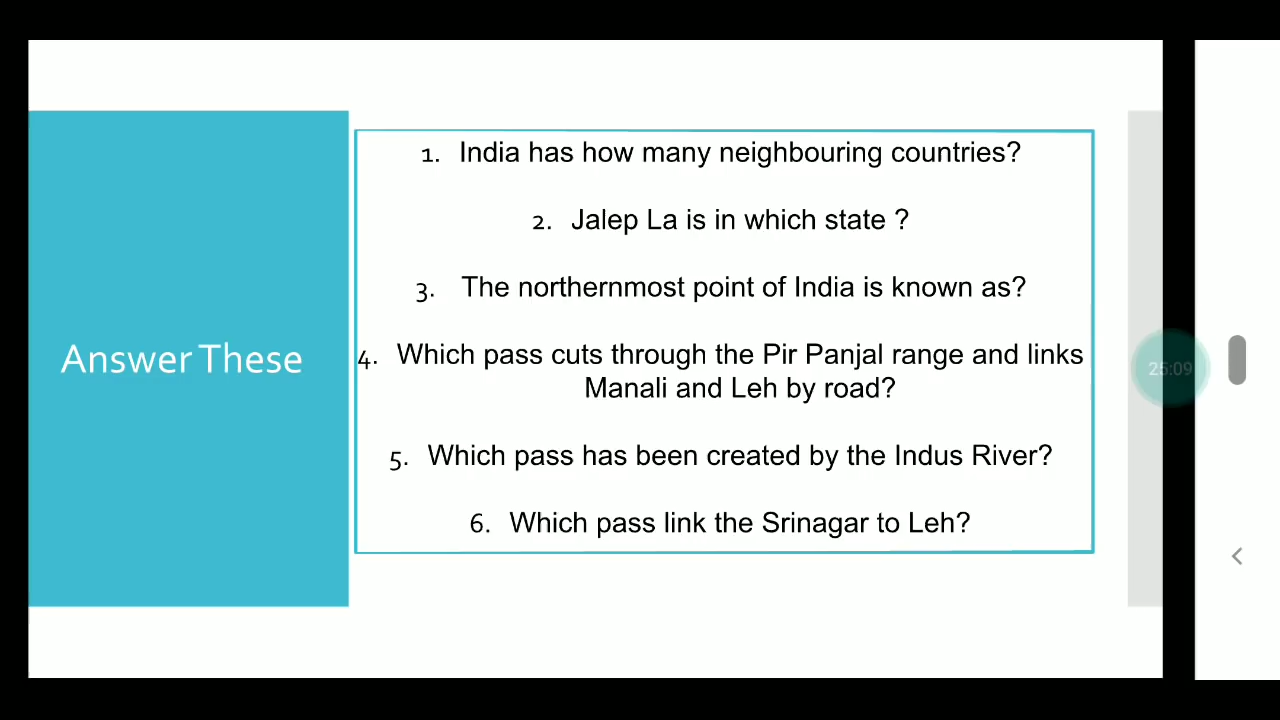 Answer These
1. India has how many neighbouring countries?
2. Jalep La is in which state ?
3. The northernmost point of India is known as?
4. Which pass cuts through the Pir Panjal range and links
Manali and Leh by road?
5. Which pass has been created by the Indus River?
6. Which pass link the Srinagar to Leh?
25:09